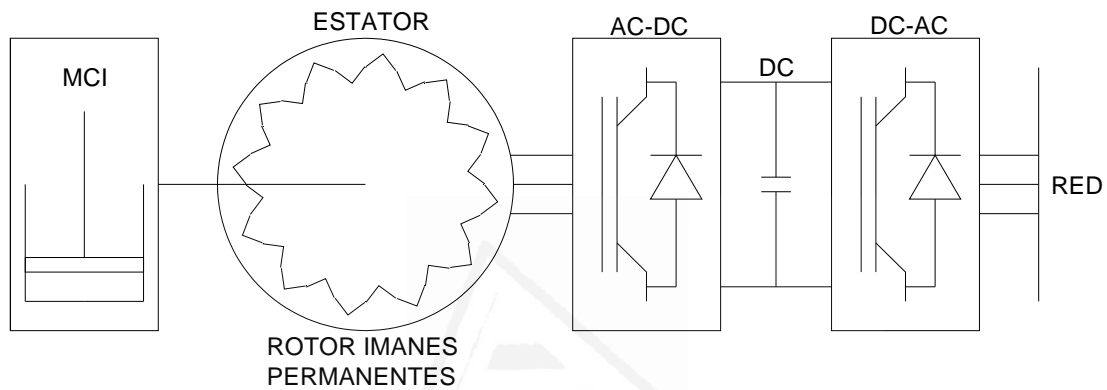 ESTATOR
AC-DC
DC-AC
MCI
DC
RED
ROTOR IMANES
PERMANENTES